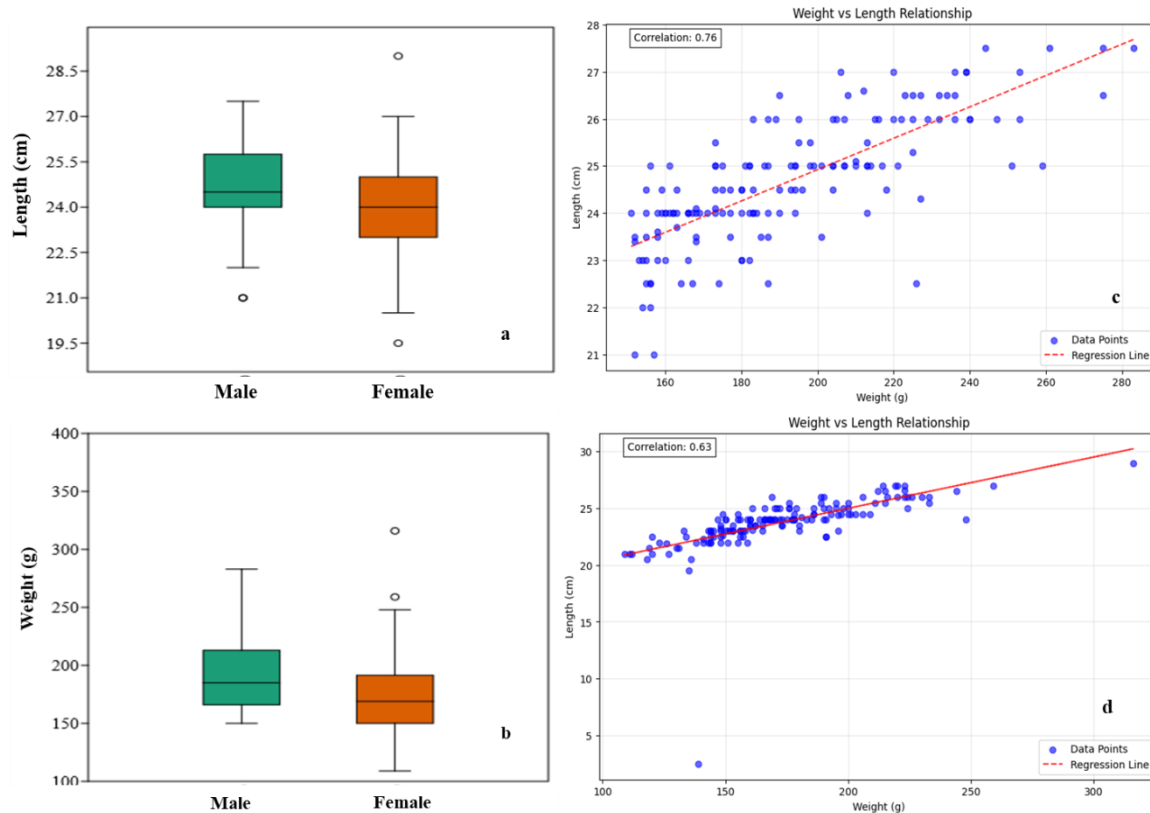 28.5
27.0
25.5
24.0
22.5
21.0
19.5
Length (cm)
a
Male Female
Weight vs Length Relationship
Correlation: 0.76
28
27
26
25
24
23
22
21
Length (cm)
c
Data Points
Regression Line
160 180 200 220 240 260 280
Weight (g)
400
350
300
250
200
150
100
Weight (g)
b
Male Female
Weight vs Length Relationship
Correlation: 0.63
30
25
20
15
10
5
Length (cm)
d
Data Points
Regression Line
100 150 200 250 300
Weight (g)